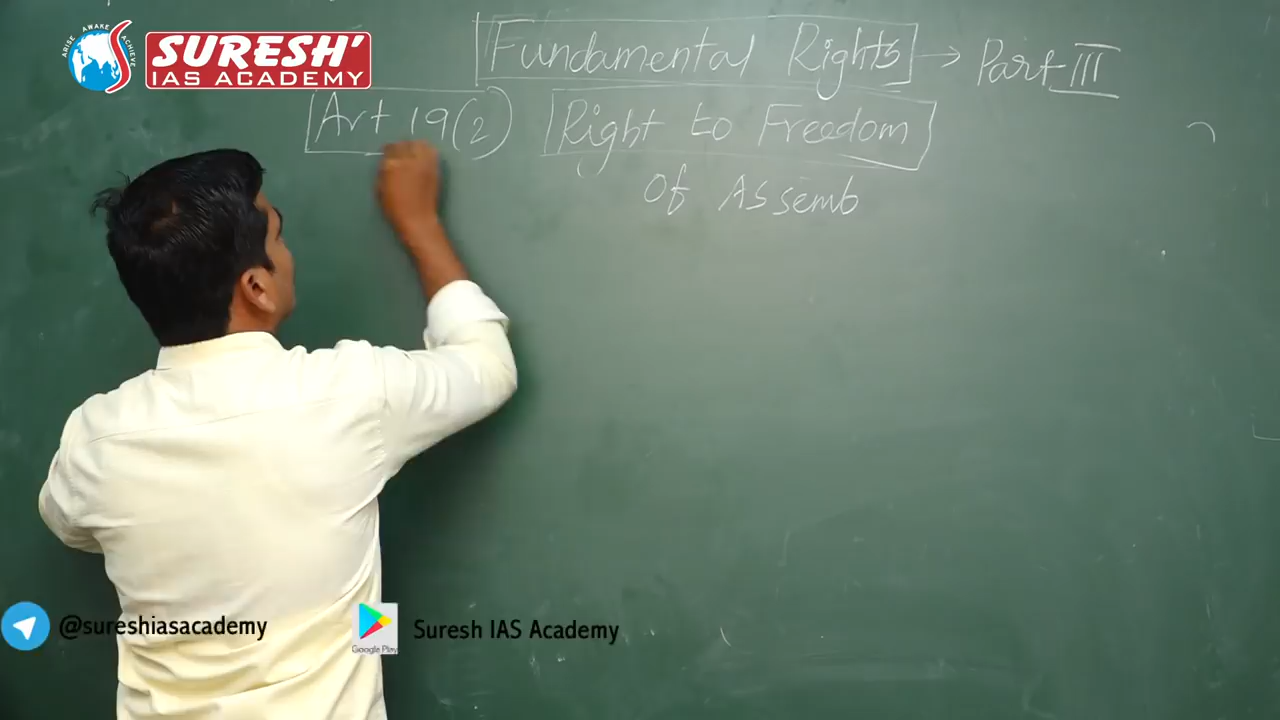 ARISE AWAKE ACHIEVE
SURESH'
IAS ACADEMY
Fundamental Rights → Part III
Art 19(2) Right to Freedom
Of Assemb
@sureshiasacademy
Google Play
Suresh IAS Academy